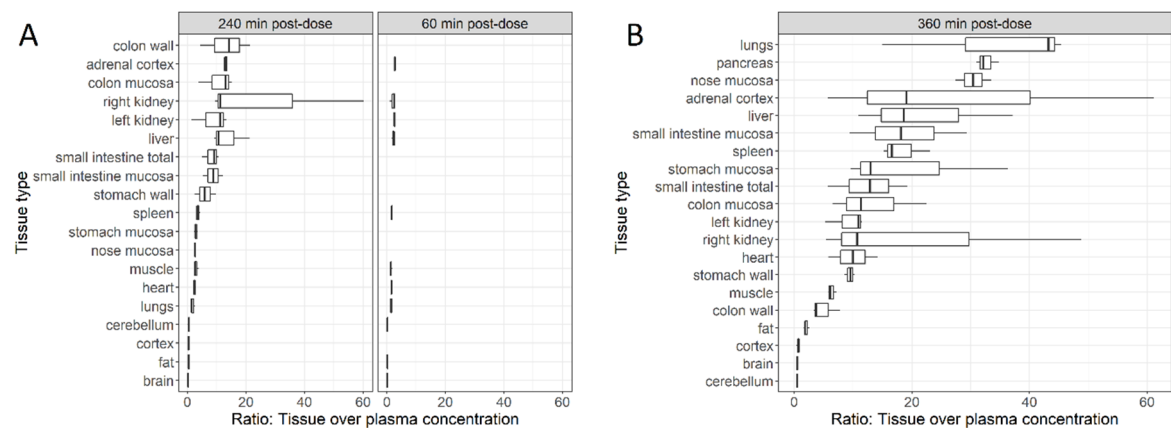 A
240 min post-dose
60 min post-dose
Tissue type
colon wall
adrenal cortex
colon mucosa
right kidney
left kidney
liver
small intestine total
small intestine mucosa
stomach wall
spleen
stomach mucosa
nose mucosa
muscle
heart
lungs
cerebellum
cortex
fat
brain
0 20 40 60
0 20 40 60
Ratio: Tissue over plasma concentration
B
360 min post-dose
Tissue type
lungs
pancreas
nose mucosa
adrenal cortex
liver
small intestine mucosa
spleen
stomach mucosa
small intestine total
colon mucosa
left kidney
right kidney
heart
stomach wall
muscle
colon wall
fat
cortex
brain
cerebellum
0 20 40 60
Ratio: Tissue over plasma concentration